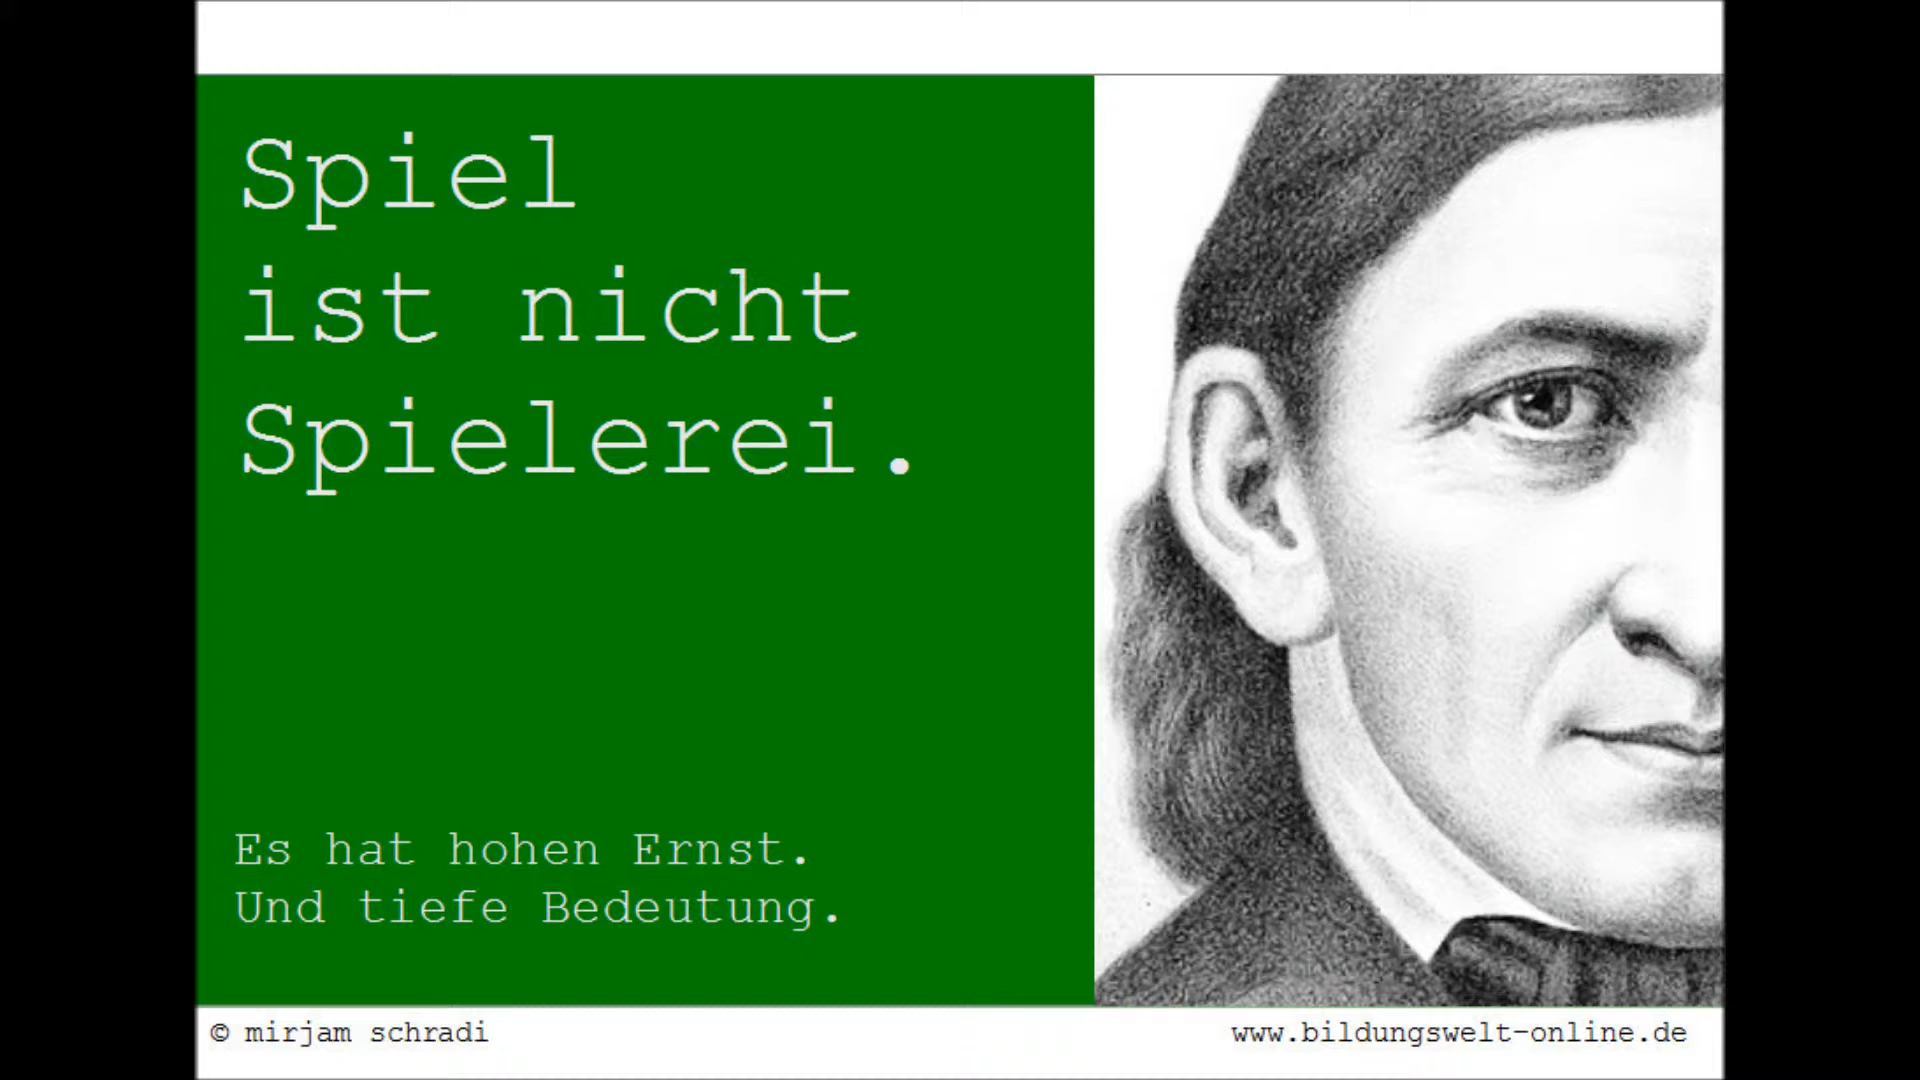 Spiel
ist nicht
Spielerei.
Es hat hohen Ernst.
Und tiefe Bedeutung.
© mirjam schradi
www.bildungswelt-online.de